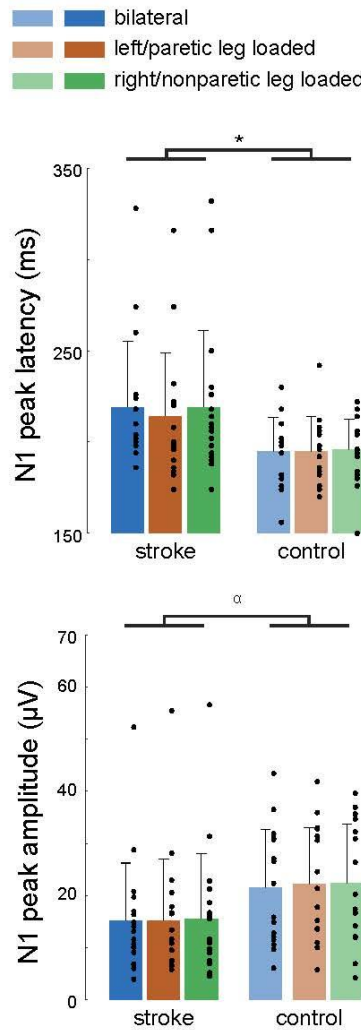 bilateral
left/paretic leg loaded
right/nonparetic leg loaded
*
350
250
150
N1 peak latency (ms)
stroke control
α
70
60
40
20
0
N1 peak amplitude (µV)
stroke control